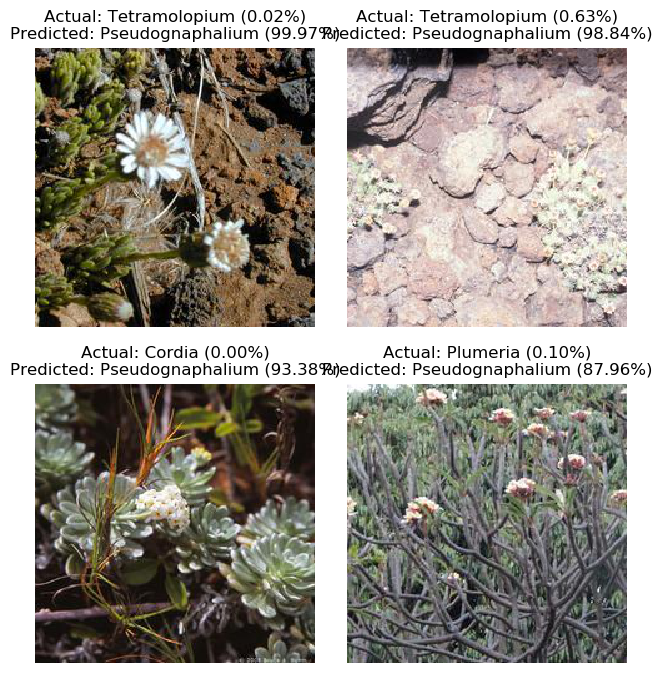 Actual: Tetramolopium (0.02%)
Predicted: Pseudognaphalium (99.97%)
Actual: Tetramolopium (0.63%)
Predicted: Pseudognaphalium (98.84%)
Actual: Cordia (0.00%)
Predicted: Pseudognaphalium (93.38%)
Actual: Plumeria (0.10%)
Predicted: Pseudognaphalium (87.96%)